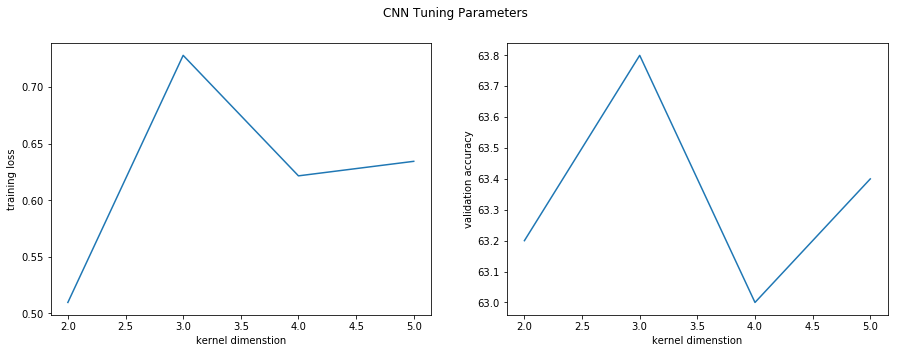 CNN Tuning Parameters
training loss
0.70
0.65
0.60
0.55
0.50
2.0 2.5 3.0 3.5 4.0 4.5 5.0
kernel dimenstion
validation accuracy
63.8
63.7
63.6
63.5
63.4
63.3
63.2
63.1
63.0
2.0 2.5 3.0 3.5 4.0 4.5 5.0
kernel dimenstion